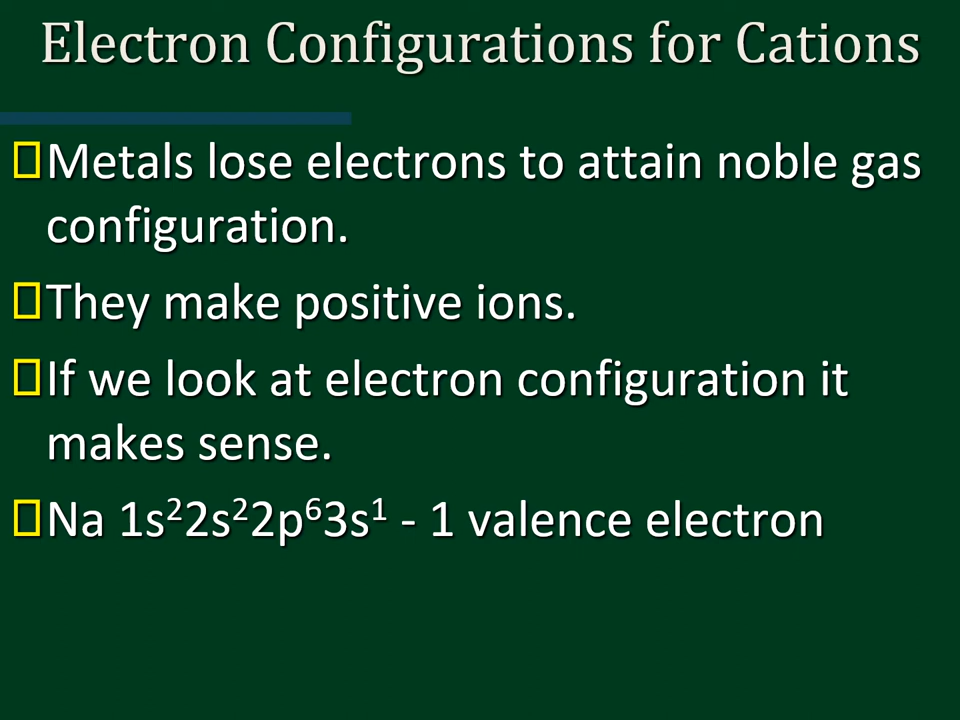 Electron Configurations for Cations
Metals lose electrons to attain noble gas
configuration.
They make positive ions.
If we look at electron configuration it
makes sense.
Na 1s²2s²2p⁶3s¹ - 1 valence electron